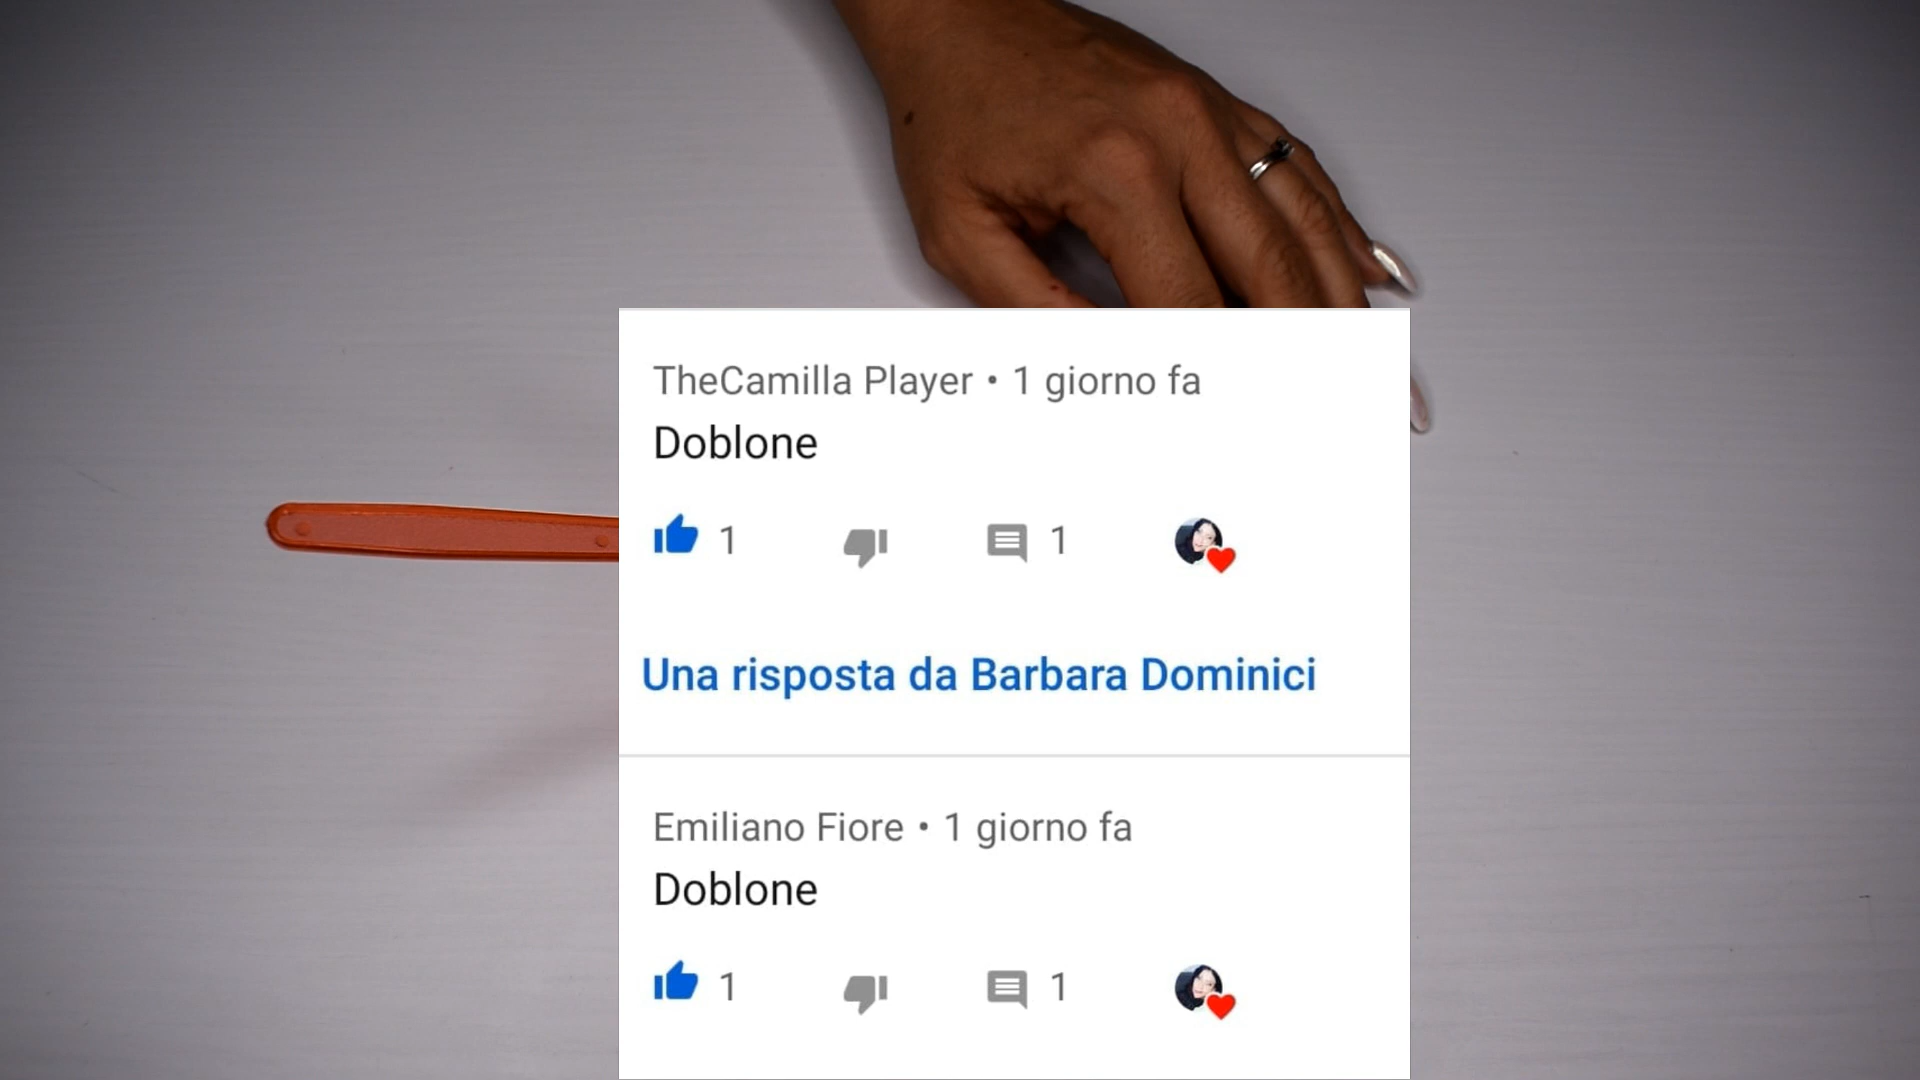 TheCamilla Player • 1 giorno fa
Doblone
1 1
Una risposta da Barbara Dominici
Emiliano Fiore • 1 giorno fa
Doblone
1 1